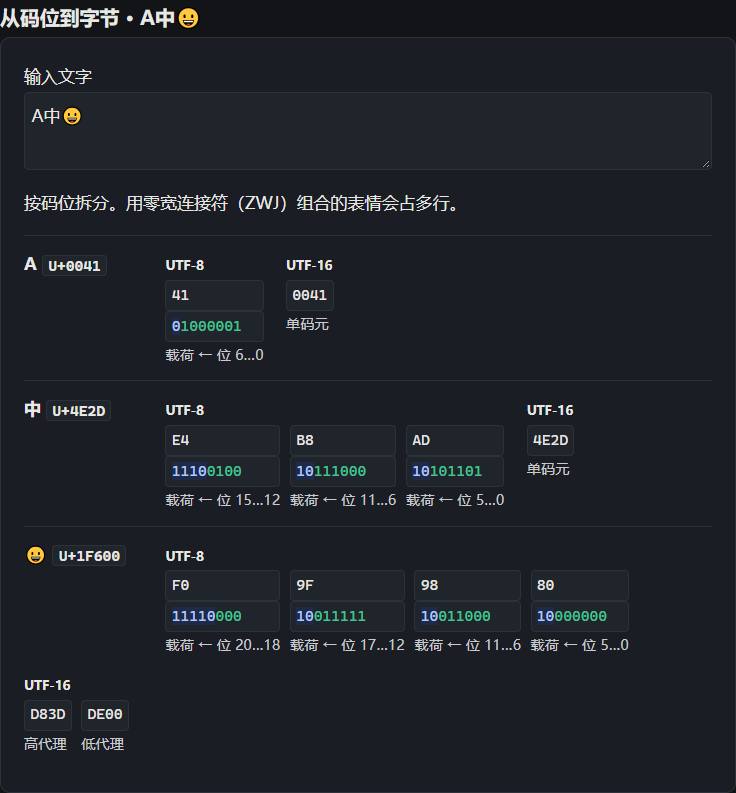 从码位到字节 • A中😀
输入文字
A中😀
按码位拆分。用零宽连接符（ZWJ）组合的表情会占多行。
A U+0041 UTF-8 UTF-16
41 0041
01000001 单码元
载荷 ← 位 6…0
中 U+4E2D UTF-8 UTF-16
E4 B8 AD 4E2D
11100100 10111000 10101101 单码元
载荷 ← 位 15…12 载荷 ← 位 11…6 载荷 ← 位 5…0
😀 U+1F600 UTF-8
F0 9F 98 80
11110000 10011111 10011000 10000000
载荷 ← 位 20…18 载荷 ← 位 17…12 载荷 ← 位 11…6 载荷 ← 位 5…0
UTF-16
D83D DE00
高代理 低代理